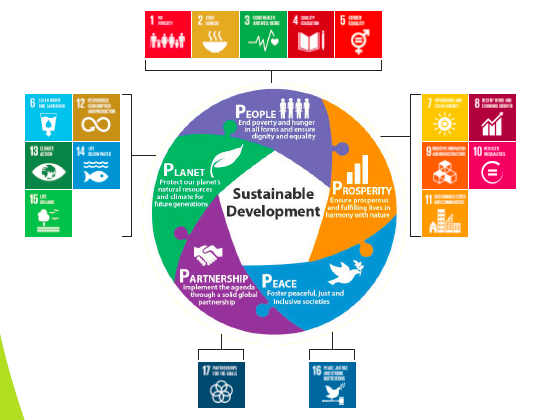 1 NO
POVERTY
2 ZERO
HUNGER
3 GOOD HEALTH
AND WELL-BEING
4 QUALITY
EDUCATION
5 GENDER
EQUALITY
6 CLEAN WATER
AND SANITATION
12 RESPONSIBLE
CONSUMPTION
AND PRODUCTION
13 CLIMATE
ACTION
14 LIFE
BELOW WATER
15 LIFE
ON LAND
PEOPLE
End poverty and hunger
in all forms and ensure
dignity and equality
PLANET
Protect our planet's
natural resources
and climate for
future generations
Sustainable
Development
PROSPERITY
Ensure prosperous
and fulfilling lives in
harmony with nature
PARTNERSHIP
Implement the agenda
through a solid global
partnership
PEACE
Foster peaceful, just and
inclusive societies
7 AFFORDABLE AND
CLEAN ENERGY
8 DECENT WORK AND
ECONOMIC GROWTH
9 INDUSTRY, INNOVATION
AND INFRASTRUCTURE
10 REDUCED
INEQUALITIES
11 SUSTAINABLE CITIES
AND COMMUNITIES
17 PARTNERSHIPS
FOR THE GOALS
16 PEACE, JUSTICE
AND STRONG
INSTITUTIONS